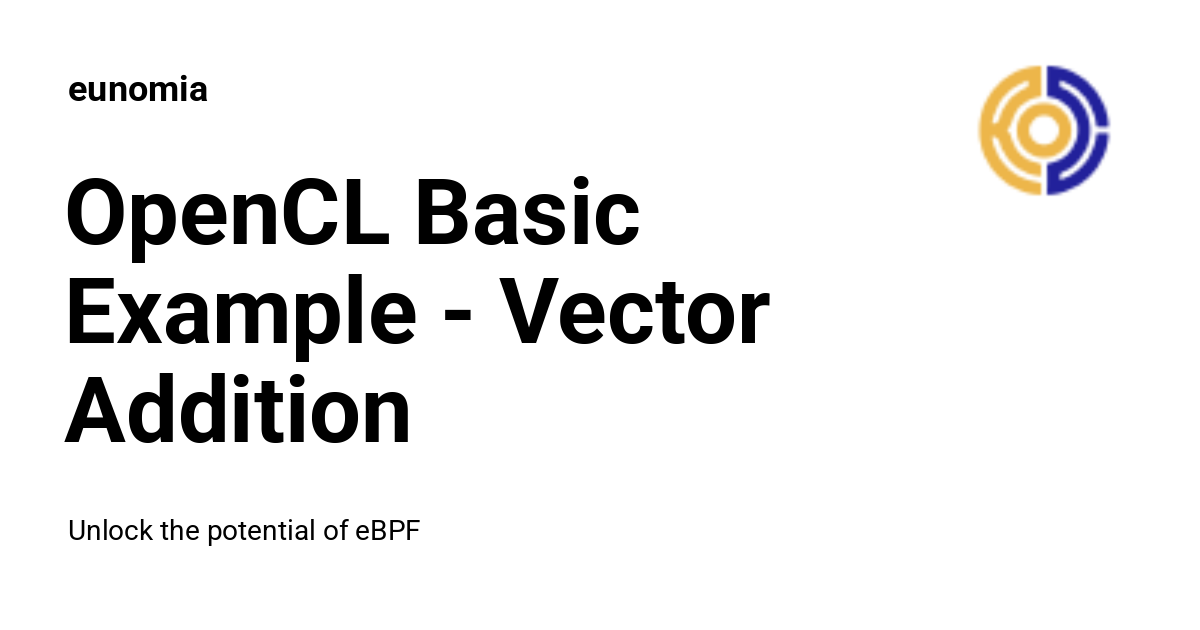 eunomia
OpenCL Basic
Example - Vector
Addition
Unlock the potential of eBPF